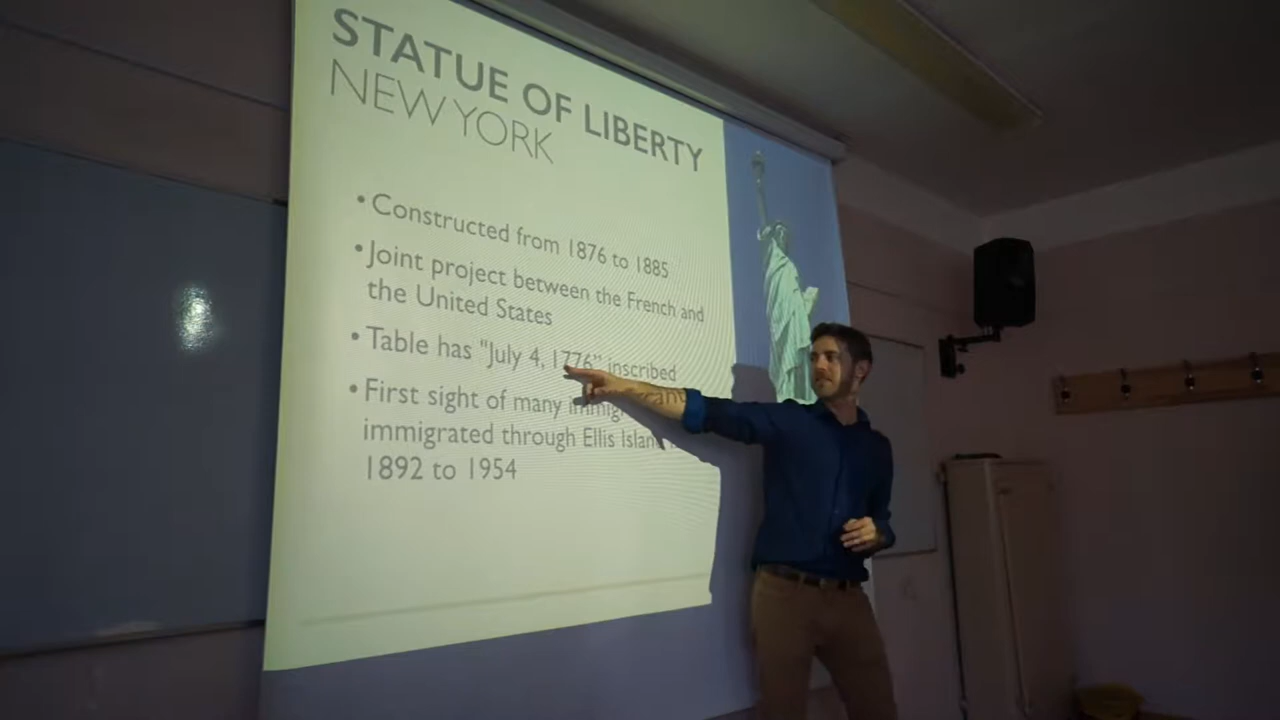 STATUE OF LIBERTY
NEW YORK
• Constructed from 1876 to 1885
• Joint project between the French and
the United States
• Table has "July 4, 1776" inscribed
• First sight of many
immigrated through Ellis Island
1892 to 1954